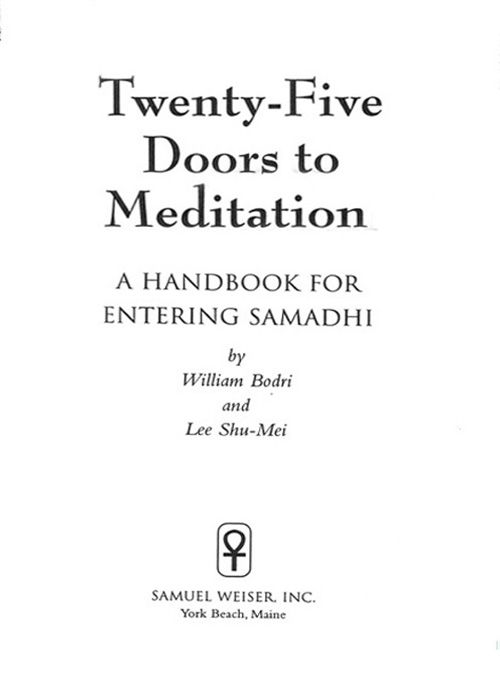 Twenty-Five
Doors to
Meditation
A HANDBOOK FOR
ENTERING SAMADHI
by
William Bodri
and
Lee Shu-Mei
SAMUEL WEISER, INC.
York Beach, Maine